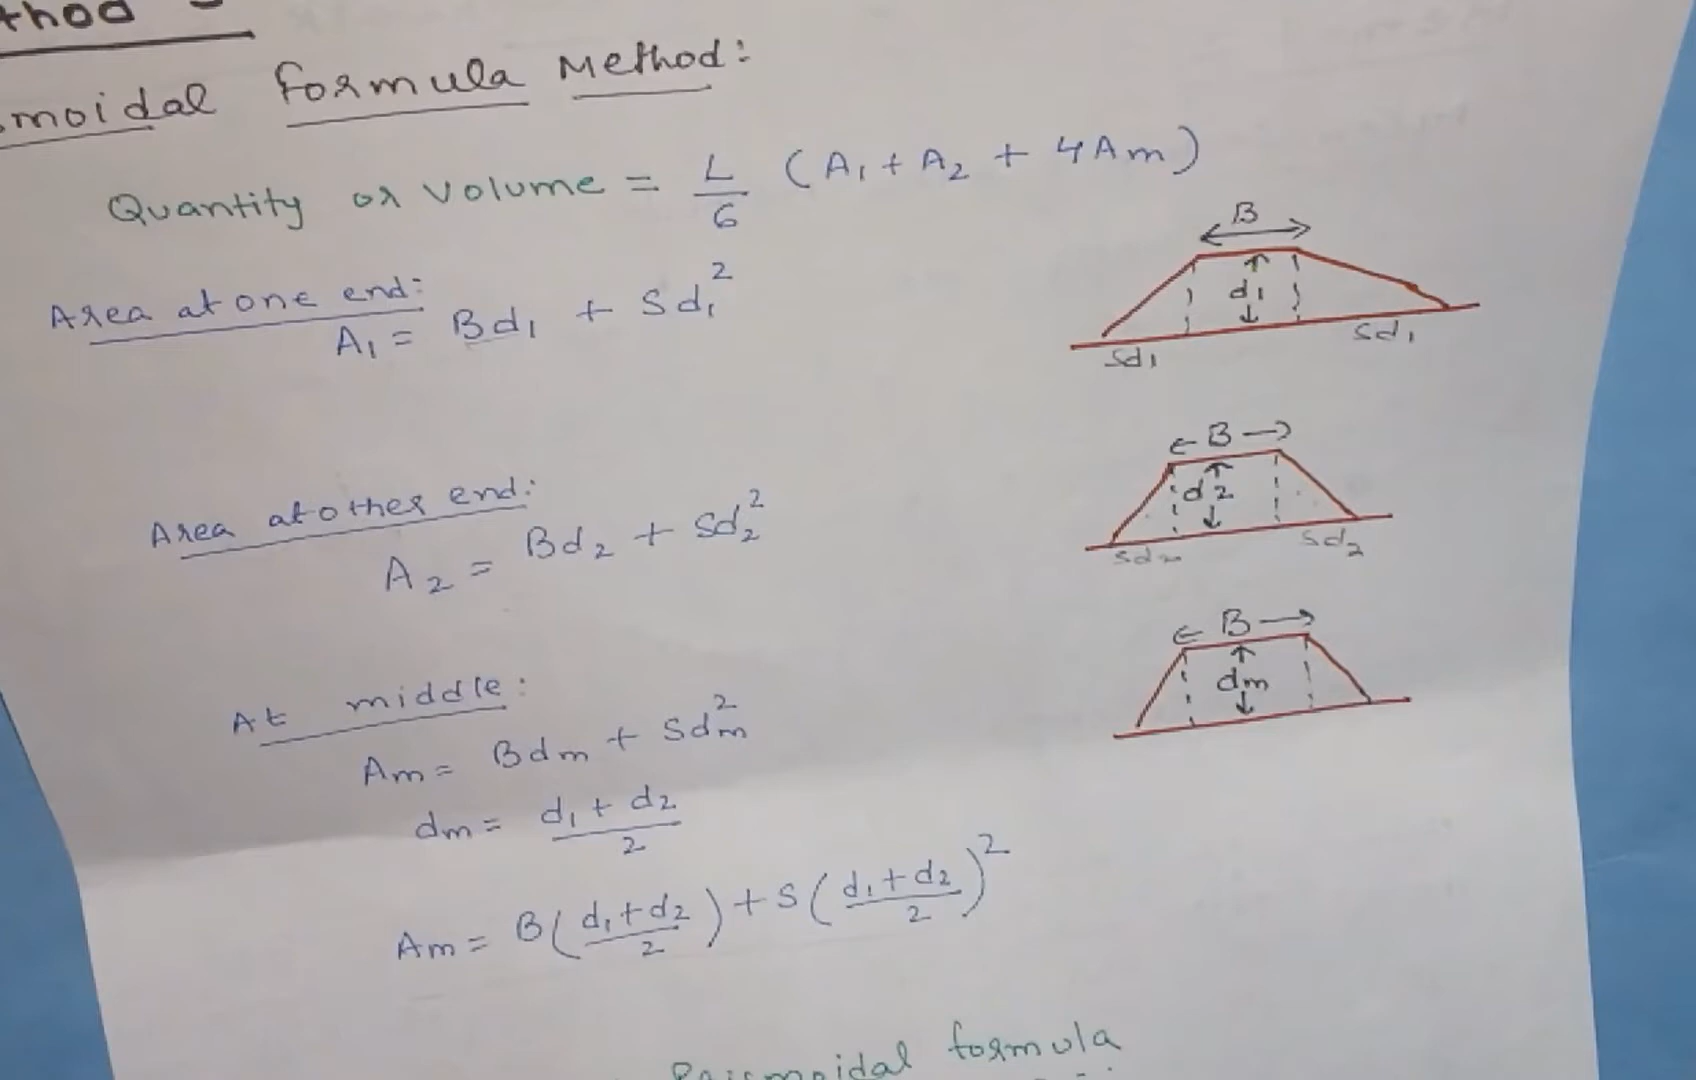 thod
moidal Formula Method:
Quantity or Volume = L/6 (A₁ + A₂ + 4Am)
Area at one end:
A₁ = Bd₁ + Sd₁²
B
d₁
Sd₁ Sd₁
Area at other end:
A₂ = Bd₂ + Sd₂²
B
d₂
Sd₂ Sd₂
At middle:
Am = Bdm + Sdm²
B
dm
dm = d₁ + d₂/2
Am = B(d₁+d₂/2) + S(d₁+d₂/2)²
Prismoidal formula